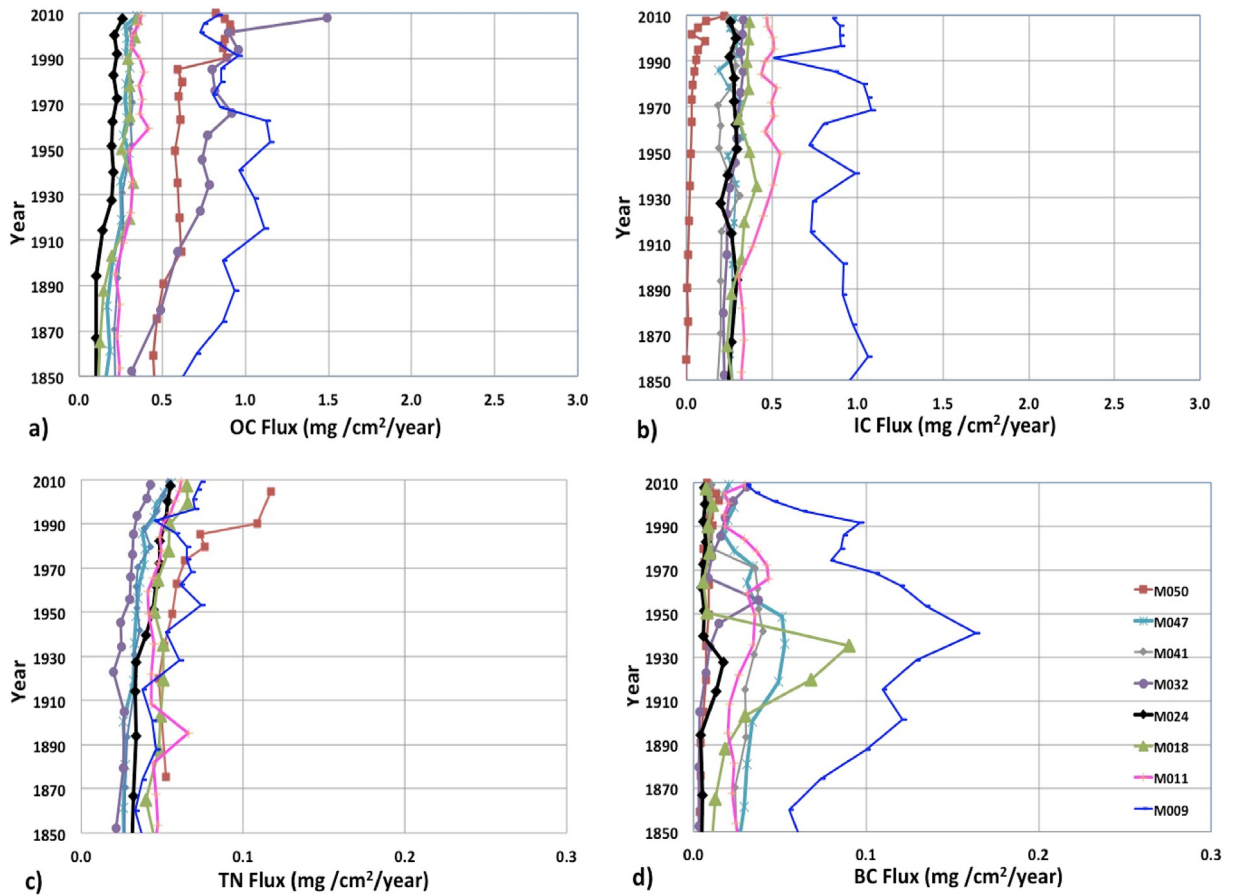 2010
1990
1970
1950
1930
1910
1890
1870
1850
Year
0.0 0.5 1.0 1.5 2.0 2.5 3.0
a) OC Flux (mg /cm²/year)
2010
1990
1970
1950
1930
1910
1890
1870
1850
Year
0.0 0.5 1.0 1.5 2.0 2.5 3.0
b) IC Flux (mg /cm²/year)
2010
1990
1970
1950
1930
1910
1890
1870
1850
Year
0.0 0.1 0.2 0.3
c) TN Flux (mg /cm²/year)
2010
1990
1970
1950
1930
1910
1890
1870
1850
Year
M050
M047
M041
M032
M024
M018
M011
M009
0 0.1 0.2 0.3
d) BC Flux (mg /cm²/year)